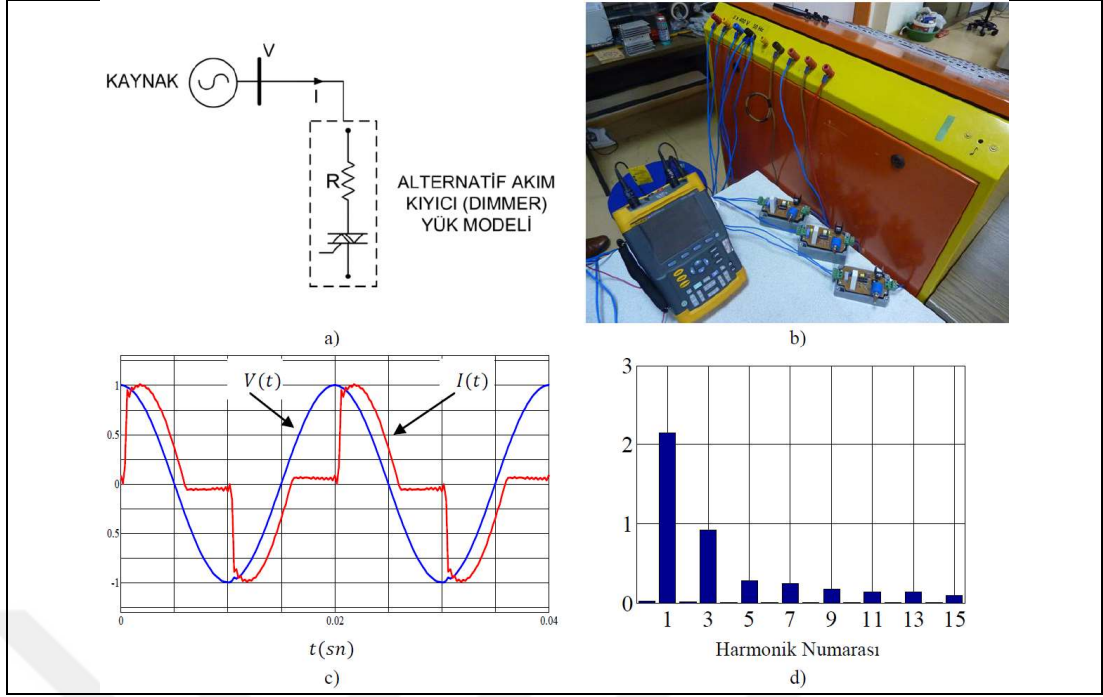 V
KAYNAK
I
R
ALTERNATİF AKIM
KIYICI (DIMMER)
YÜK MODELİ
a)
b)
V(t)
I(t)
1
0.5
0
0.5
-1
0
0.02
0.04
t(sn)
c)
3
2
1
0
1 3 5 7 9 11 13 15
Harmonik Numarası
d)